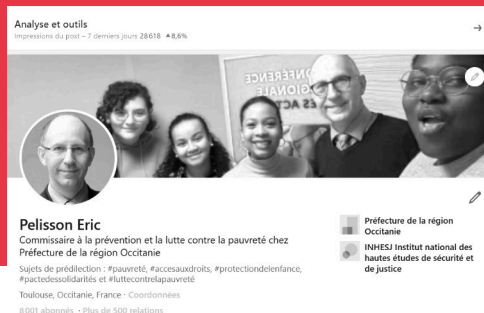 Analyse et outils
Impressions du post – 7 derniers jours 28 618 ▲8,6%
CONFÉRENCE
RÉGIONALE
ES ACT
Pelisson Eric
Commissaire à la prévention et la lutte contre la pauvreté chez
Préfecture de la région Occitanie
Sujets de prédilection : #pauvreté, #accesauxdroits, #protectiondelenfance,
#pactedessolidarités et #luttecontrelapauvreté
Toulouse, Occitanie, France · Coordonnées
8 001 abonnés · Plus de 500 relations
Préfecture de la région
Occitanie
INHESJ Institut national des
hautes études de sécurité et
de justice